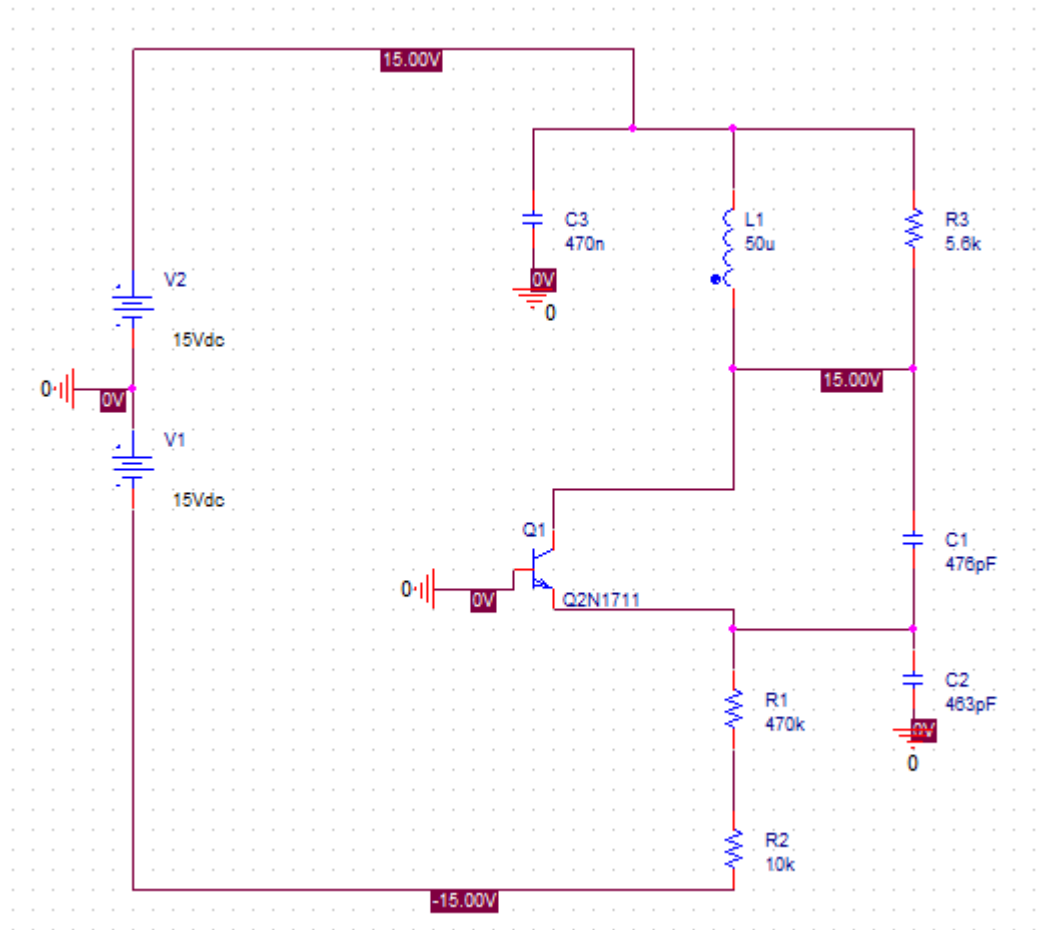 15.00V
C3
470n
L1
50u
R3
5.6k
0V
0
V2
15Vdc
0
0V
15.00V
V1
15Vdc
Q1
C1
476pF
0
0V
Q2N1711
R1
470k
C2
463pF
0V
0
R2
10k
-15.00V